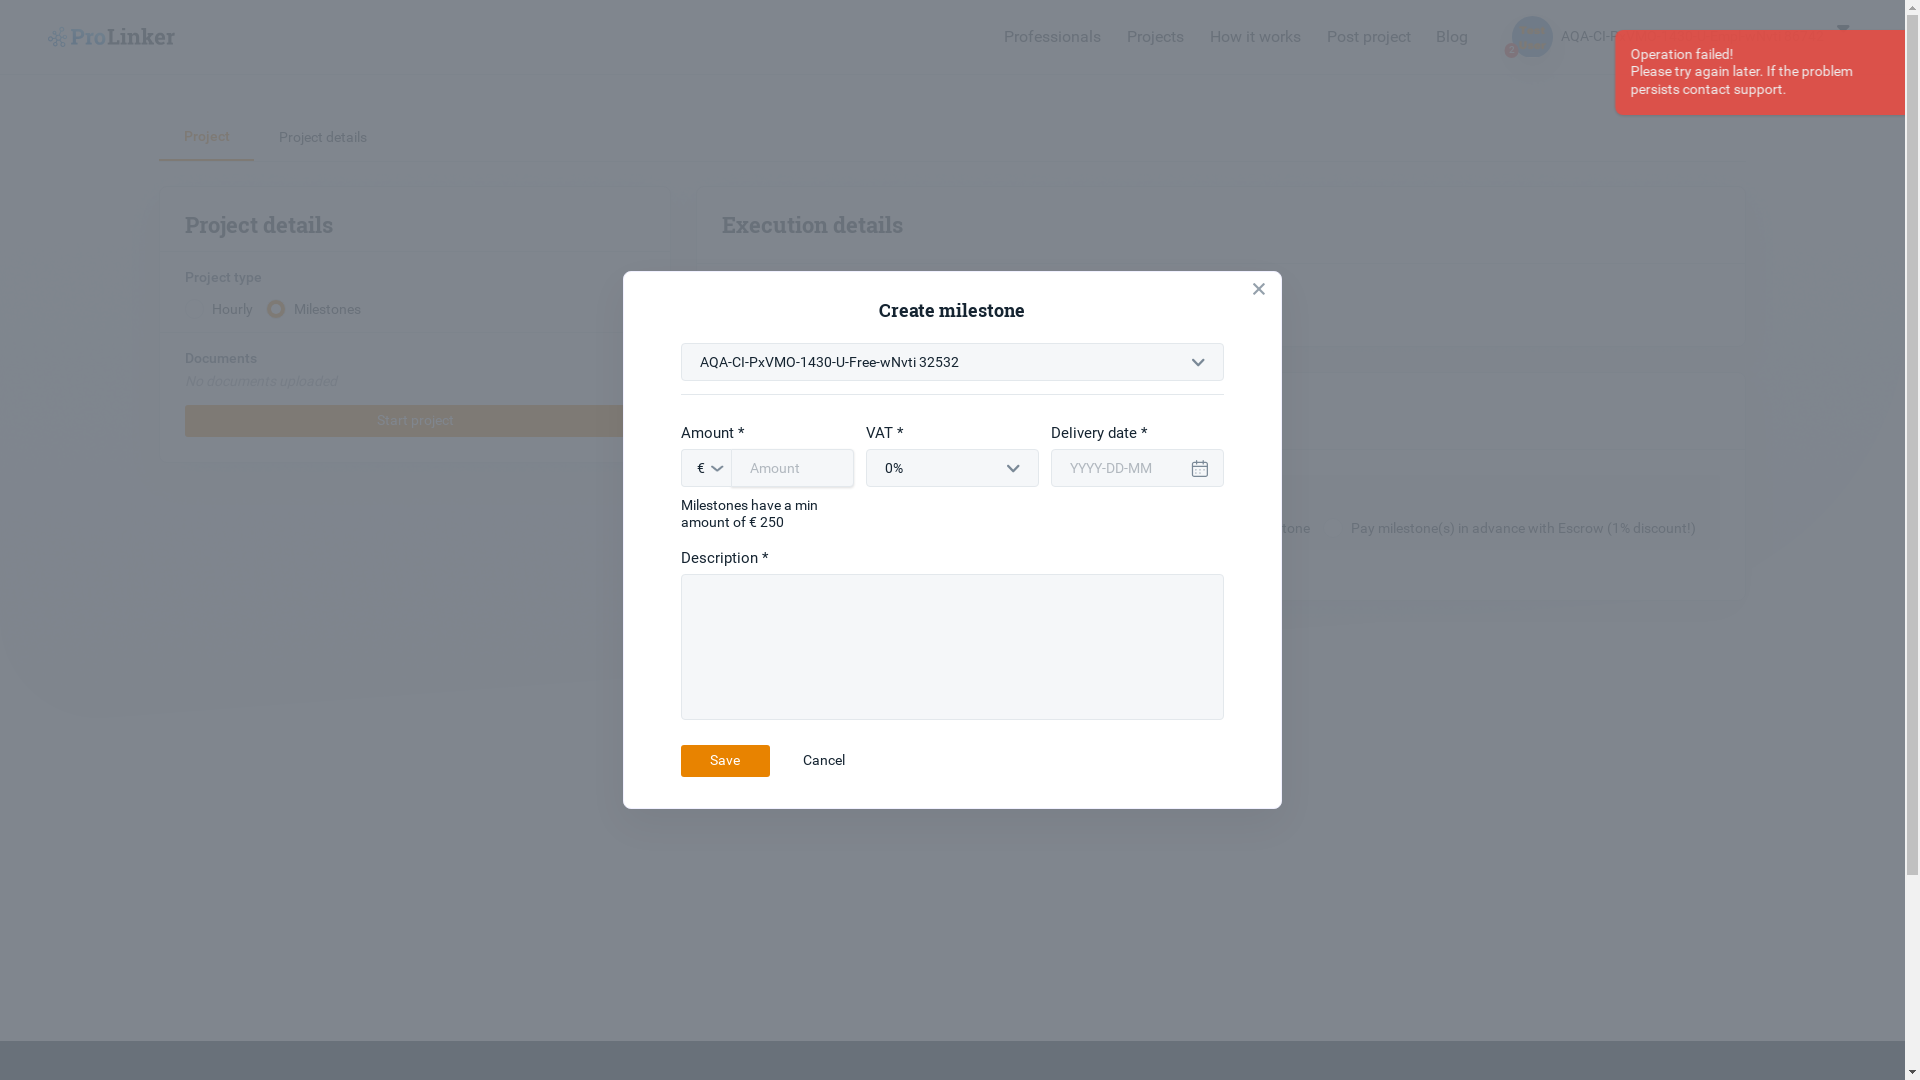 ProLinker
Professionals
Projects
How it works
Post project
Blog
2
AQA-CI-P
Operation failed!
Please try again later. If the problem
persists contact support.
Project
Project details
Project details
Project type
Hourly
Milestones
Documents
No documents uploaded
Start project
Execution details
tone
Pay milestone(s) in advance with Escrow (1% discount!)
Create milestone
AQA-CI-PxVMO-1430-U-Free-wNvti 32532
Amount *
VAT *
Delivery date *
€
Amount
0%
YYYY-DD-MM
Milestones have a min
amount of € 250
Description *
Save
Cancel